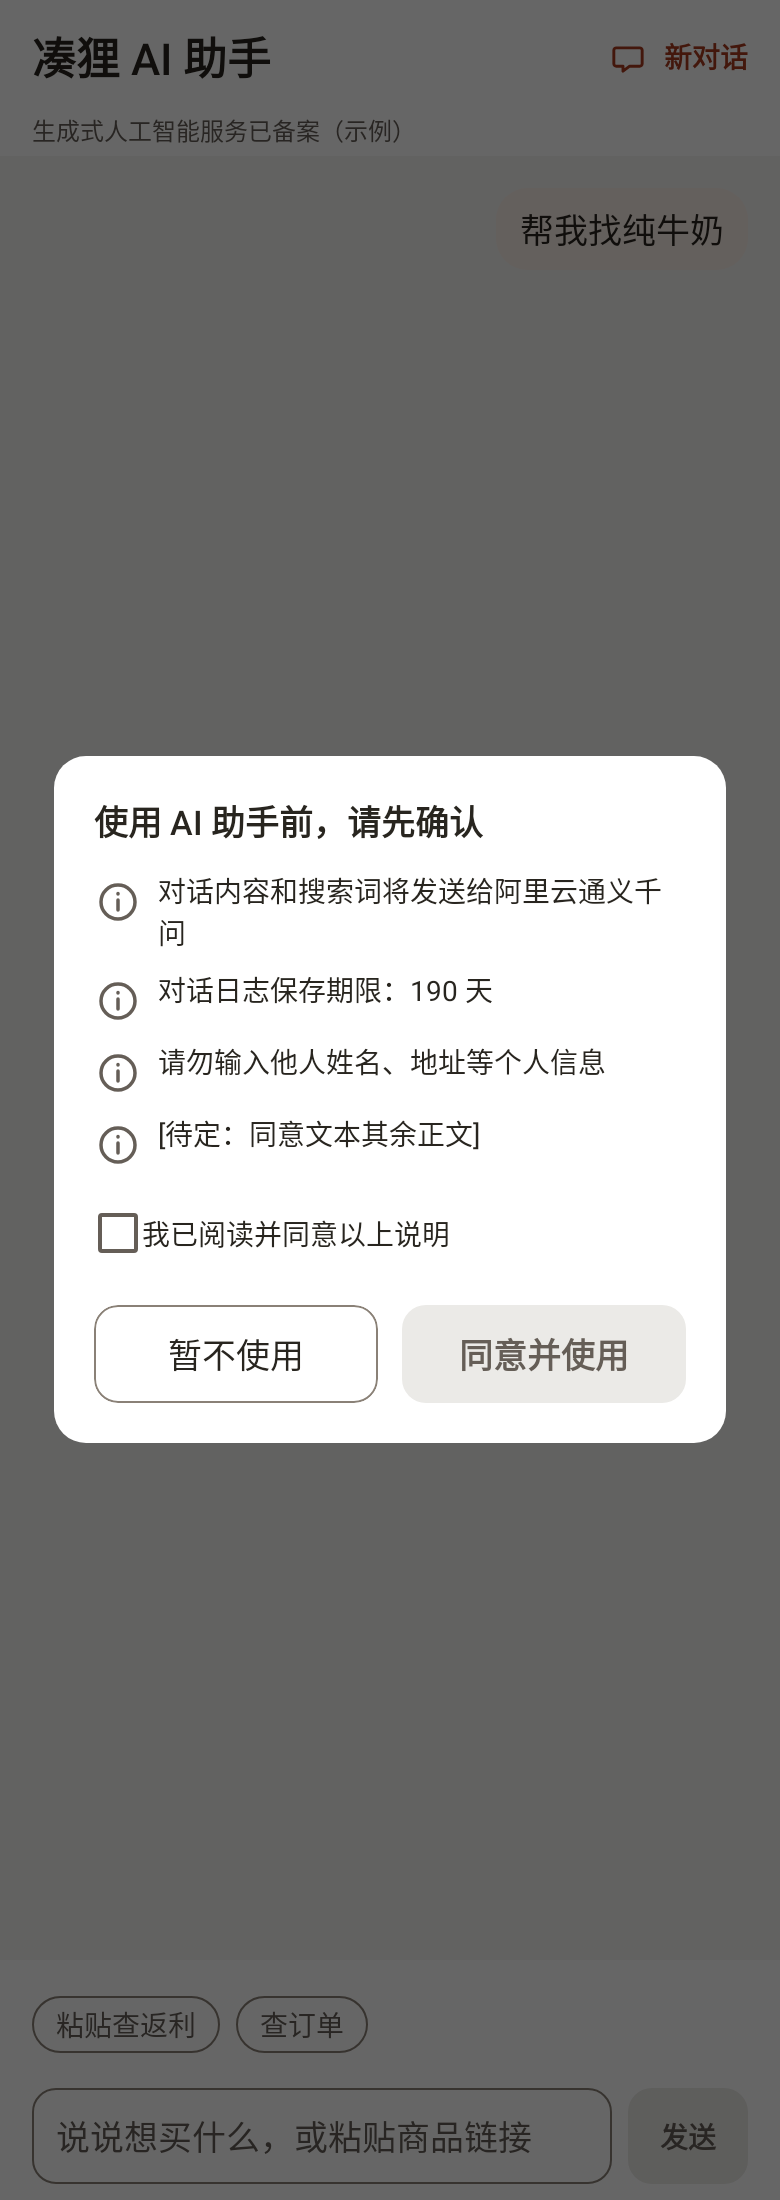 凑狸 AI 助手
新对话
生成式人工智能服务已备案（示例）
帮我找纯牛奶
使用 AI 助手前，请先确认
对话内容和搜索词将发送给阿里云通义千
问
对话日志保存期限：190 天
请勿输入他人姓名、地址等个人信息
[待定：同意文本其余正文]
我已阅读并同意以上说明
暂不使用
同意并使用
粘贴查返利
查订单
说说想买什么，或粘贴商品链接
发送